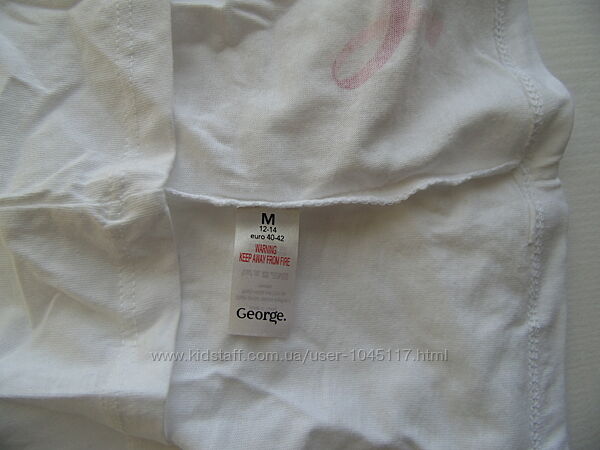 M
12-14
euro 40-42
WARNING
KEEP AWAY FROM FIRE
George.
www.kidstaff.com.ua/user-1045117.html